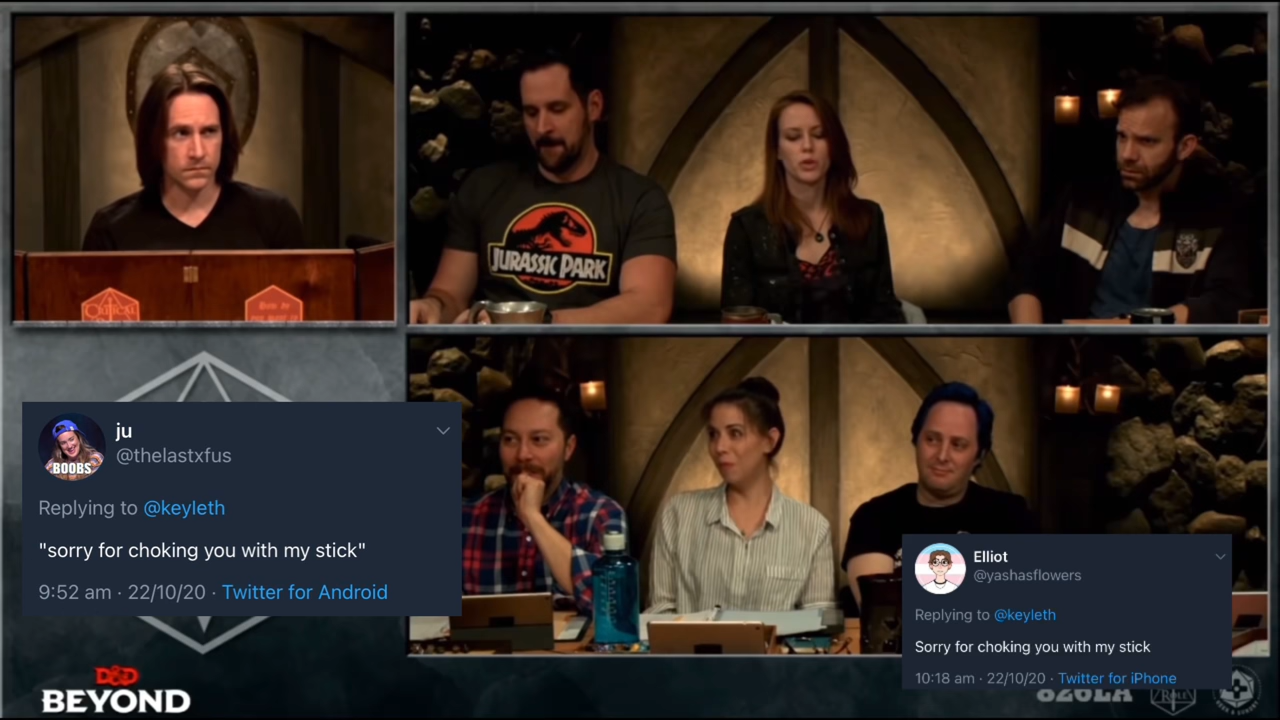 JURASSIC PARK
CRITICAL
ju
@thelastxfus
BOOBS
Replying to @keyleth
"sorry for choking you with my stick"
9:52 am · 22/10/20 · Twitter for Android
Elliot
@yashasflowers
Replying to @keyleth
Sorry for choking you with my stick
10:18 am · 22/10/20 · Twitter for iPhone
D&D
BEYOND
826LA